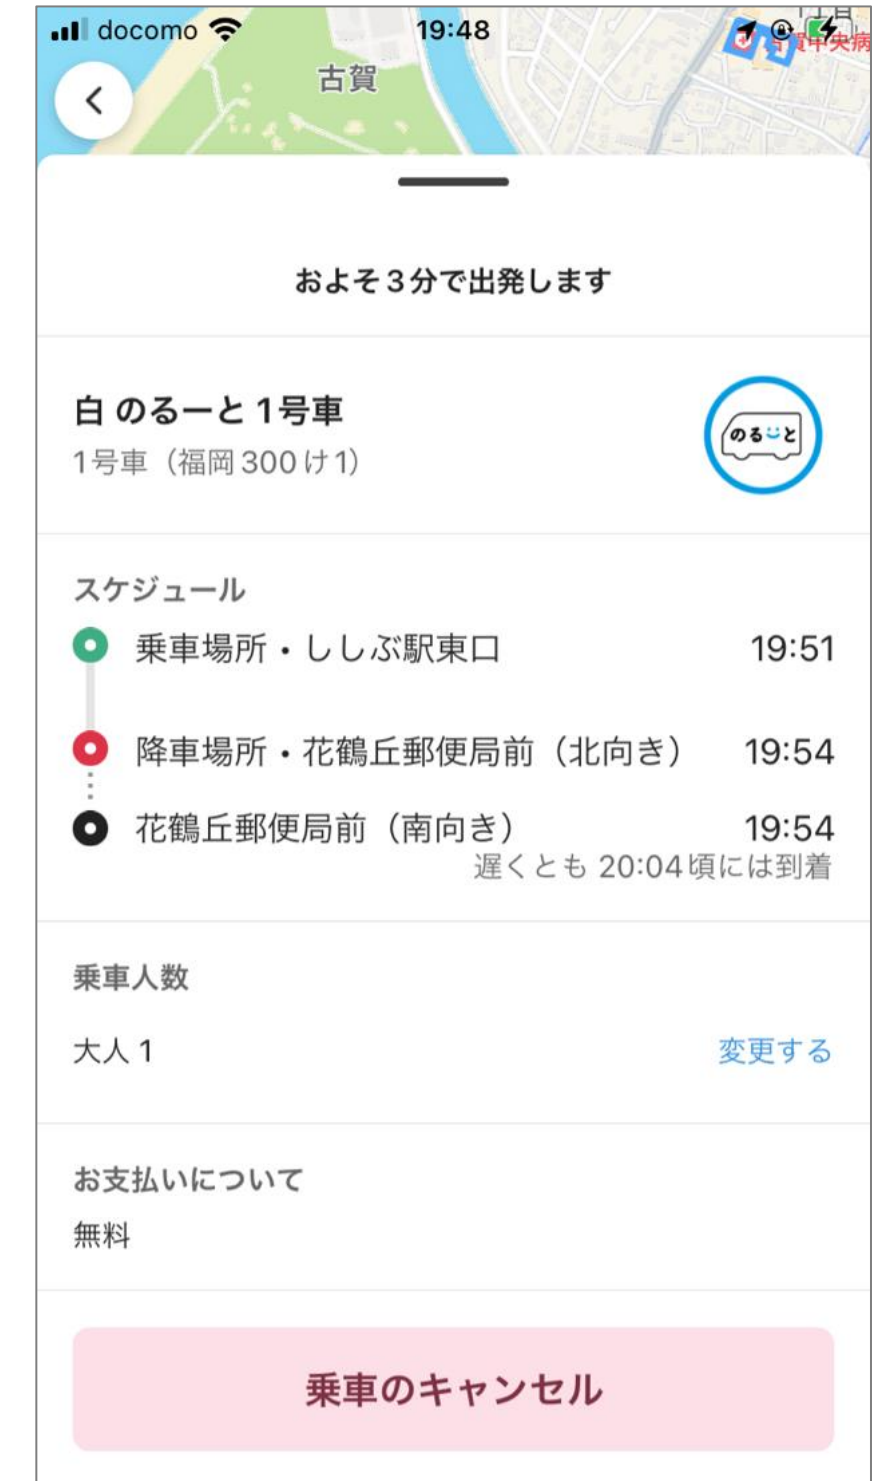 docomo 19:48
古賀
およそ3分で出発します
白 のるーと 1号車
1号車（福岡300け1）
のるーと
スケジュール
乗車場所・ししぶ駅東口 19:51
降車場所・花鶴丘郵便局前（北向き） 19:54
花鶴丘郵便局前（南向き） 19:54
遅くとも 20:04頃には到着
乗車人数
大人 1 変更する
お支払いについて
無料
乗車のキャンセル